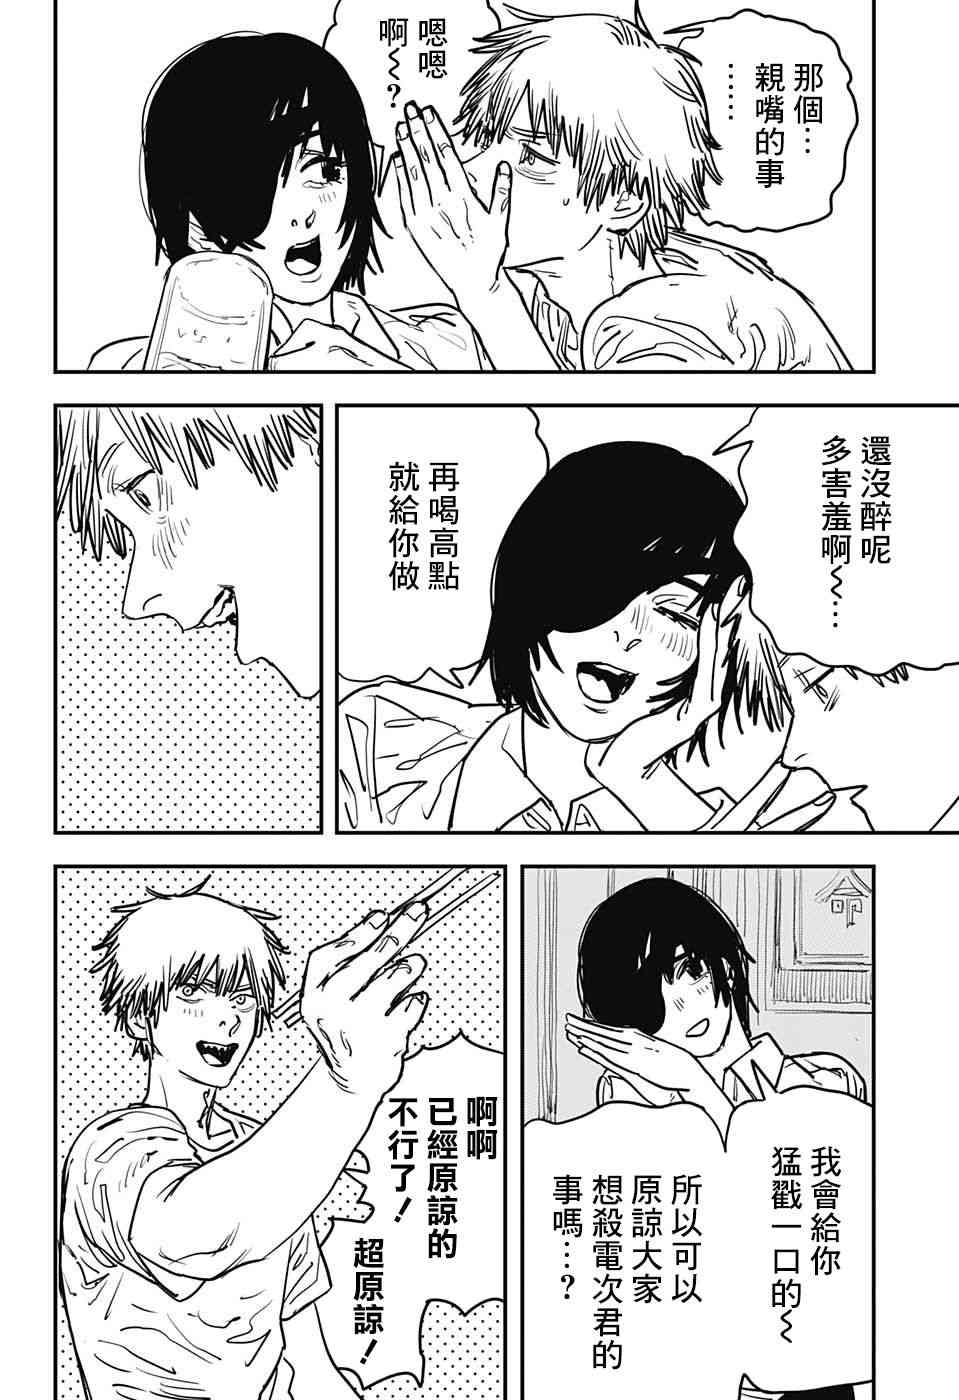 那個…
親嘴的事
……
嗯嗯
啊～？
還沒醉呢
多害羞啊～…
再喝高點
就給你做
命
我會給你
猛戳一口的～
所以可以
原諒大家
想殺電次君的
事嗎…？
啊啊
已經原諒的
不行了！
超原諒！